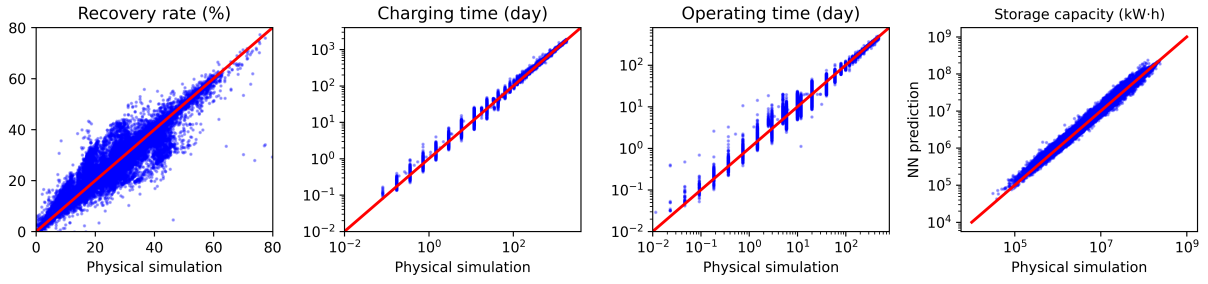 Recovery rate (%)
80
60
40
20
0
0 20 40 60 80
Physical simulation
Charging time (day)
10³
10²
10¹
10⁰
10⁻¹
10⁻²
10⁻² 10⁰ 10²
Physical simulation
Operating time (day)
10²
10¹
10⁰
10⁻¹
10⁻²
10⁻² 10⁻¹ 10⁰ 10¹ 10²
Physical simulation
Storage capacity (kW·h)
NN prediction
10⁹
10⁸
10⁷
10⁶
10⁵
10⁴
10⁵ 10⁷ 10⁹
Physical simulation